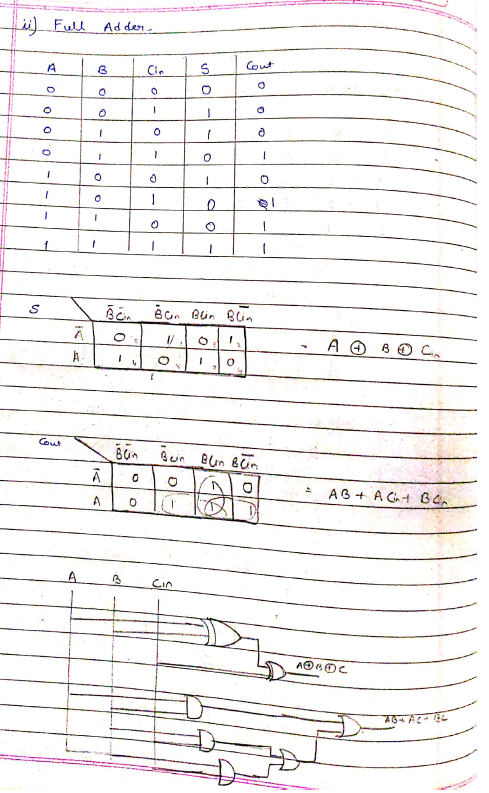 ii) Full Adder.
A B Cin S Cout
0 0 0 0 0
0 0 1 1 0
0 1 0 1 0
0 1 1 0 1
1 0 0 1 0
1 0 1 0 1
1 1 0 0 1
1 1 1 1 1
S B̅C̅in B̅Cin BCin BC̅in
A̅ 0 1 0 1
A 1 0 1 0
= A ⊕ B ⊕ Cin
Cout B̅C̅in B̅Cin BCin BC̅in
A̅ 0 0 1 0
A 0 1 1 1
= AB + ACin + BCin
A B Cin
A⊕B⊕C
AB+AC+BC